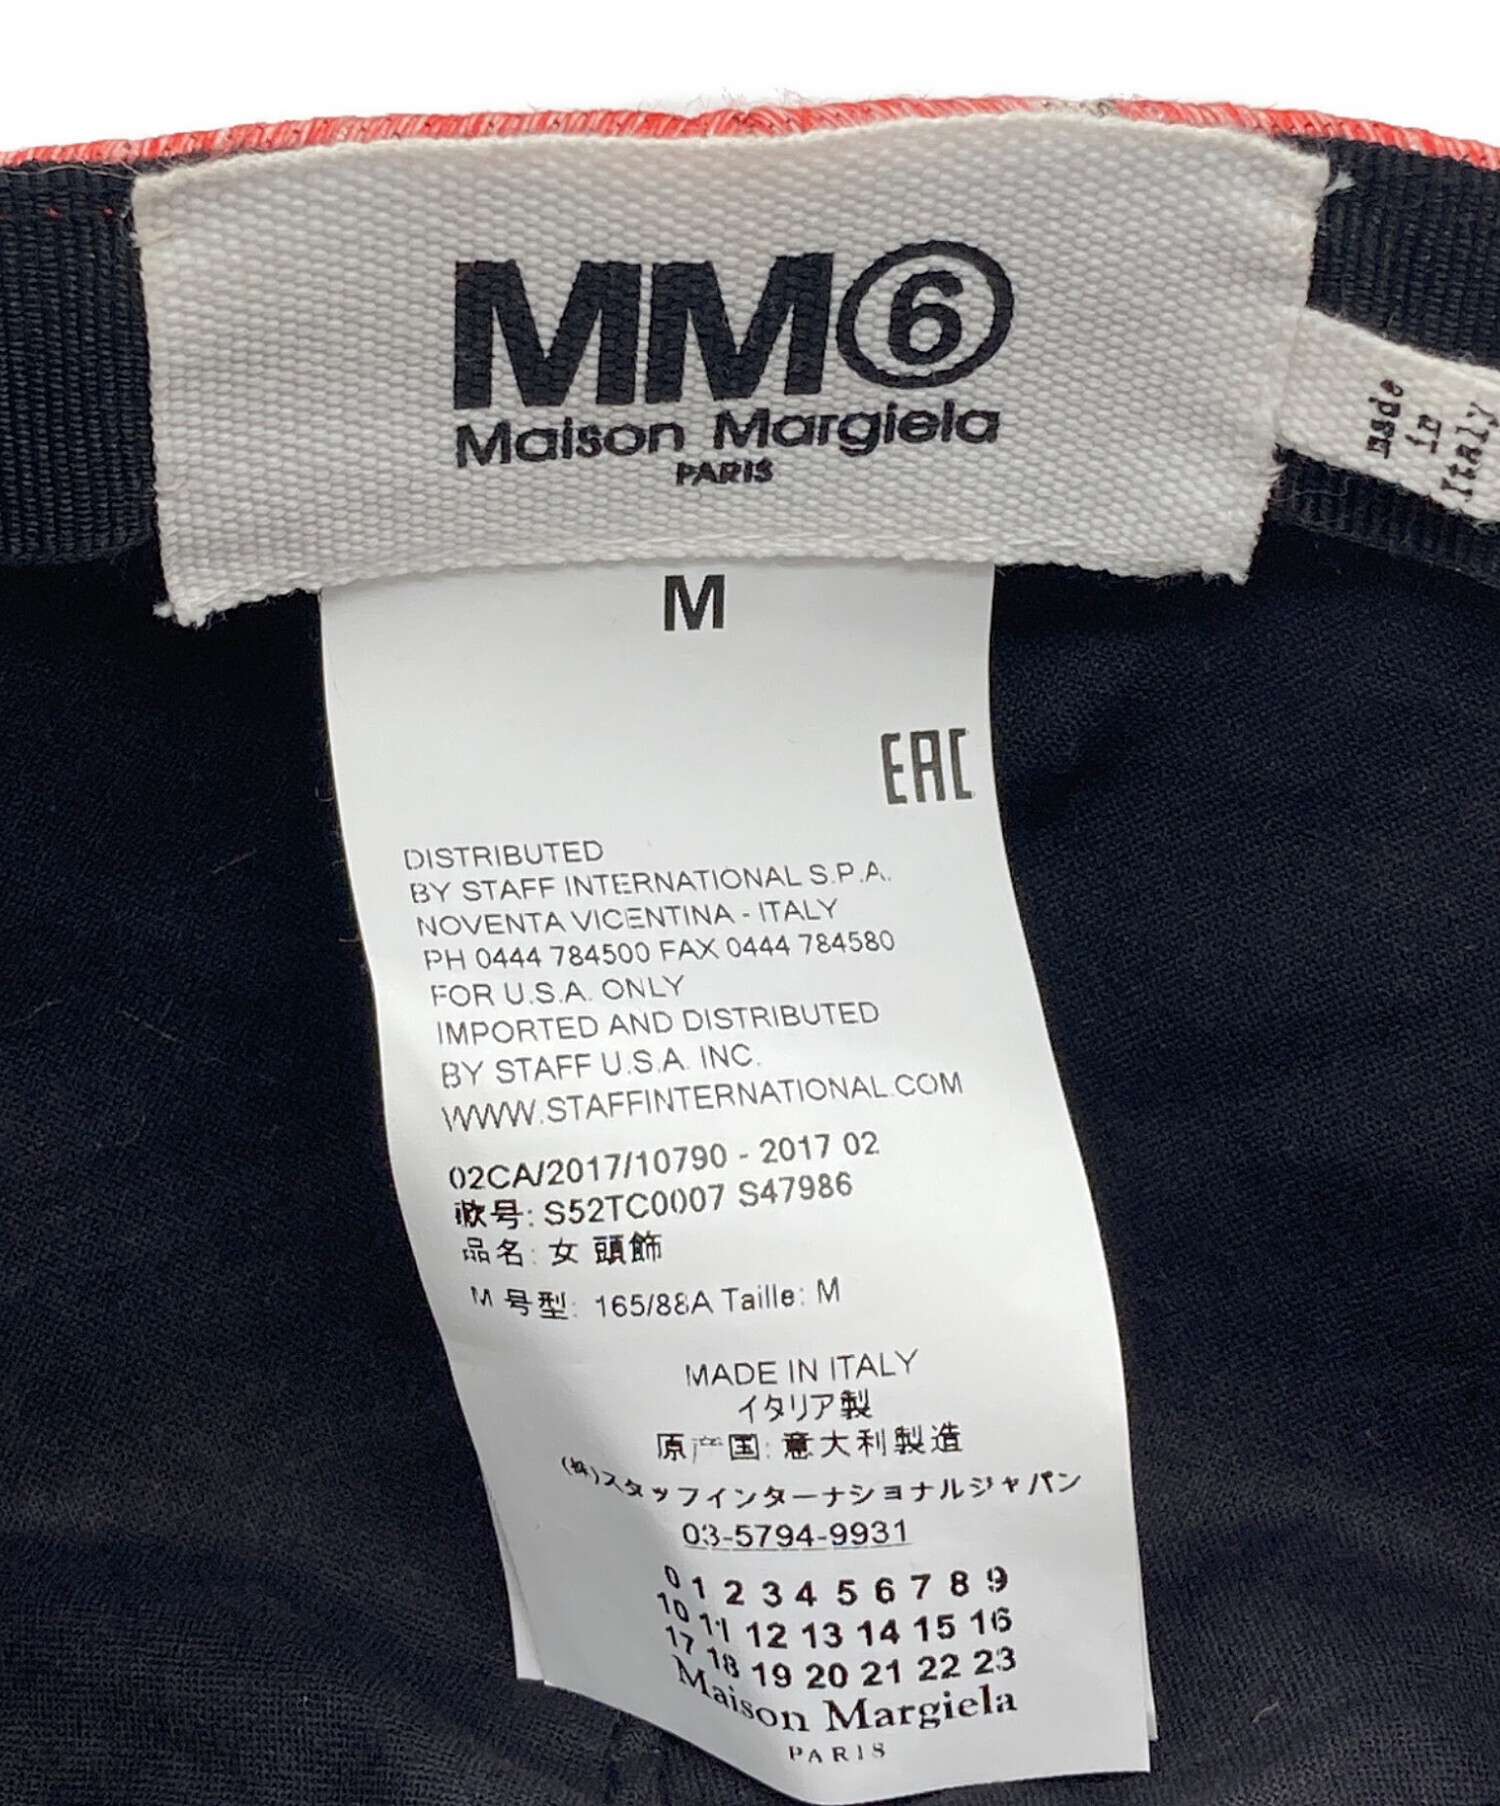 MM⑥
Maison Margiela
PARIS
made
in
Italy
M
EAC
DISTRIBUTED
BY STAFF INTERNATIONAL S.P.A.
NOVENTA VICENTINA - ITALY
PH 0444 784500 FAX 0444 784580
FOR U.S.A. ONLY
IMPORTED AND DISTRIBUTED
BY STAFF U.S.A. INC.
WWW.STAFFINTERNATIONAL.COM
02CA/2017/10790 - 2017 02
款号: S52TC0007 S47986
品名: 女 頭飾
M 号型: 165/88A Taille: M
MADE IN ITALY
イタリア製
原产国: 意大利製造
(株)スタッフインターナショナルジャパン
03-5794-9931
0 1 2 3 4 5 6 7 8 9
10 11 12 13 14 15 16
17 18 19 20 21 22 23
Maison Margiela
PARIS